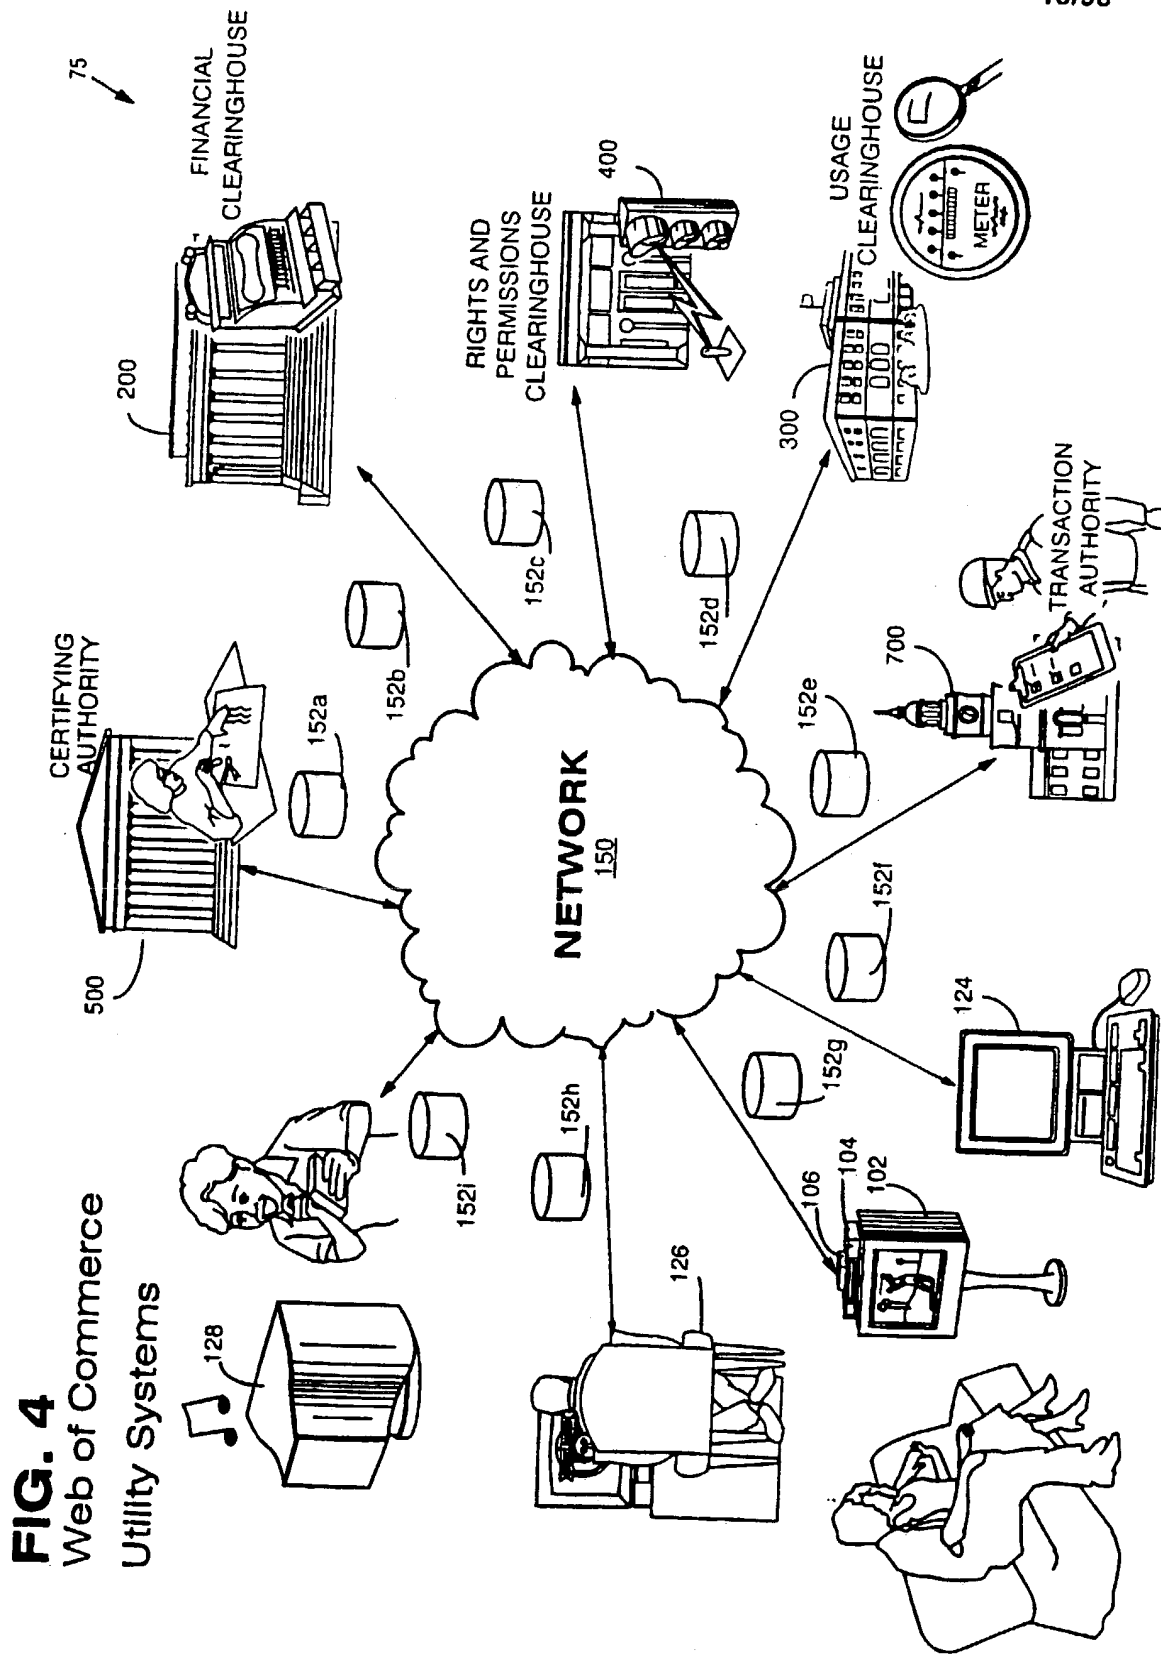 FIG. 4
Web of Commerce
Utility Systems
75
FINANCIAL
CLEARINGHOUSE
200
CERTIFYING
AUTHORITY
500
128
152a
152b
152c
152d
152e
152f
152g
152h
152i
RIGHTS AND
PERMISSIONS
CLEARINGHOUSE
400
NETWORK
150
USAGE
CLEARINGHOUSE
300
METER
TRANSACTION
AUTHORITY
700
124
126
106
104
102